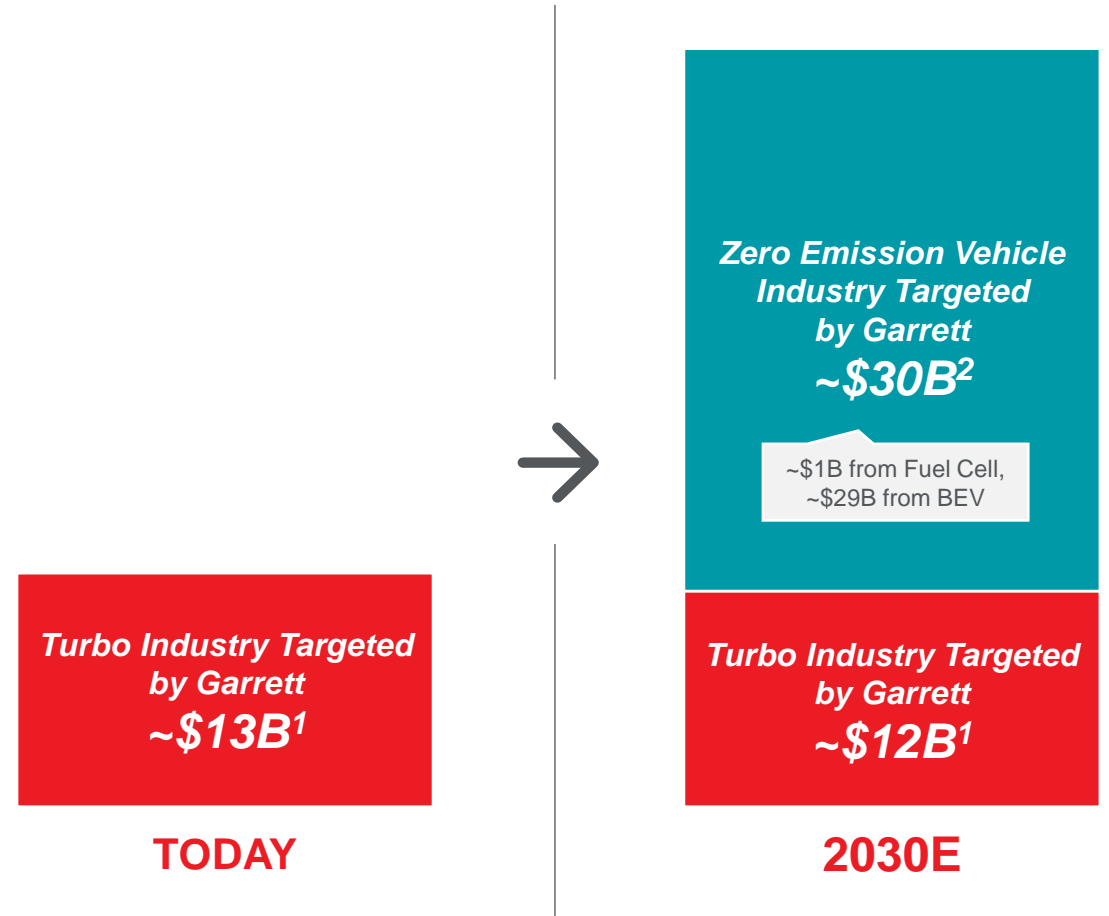 Turbo Industry Targeted
by Garrett
~$13B1
TODAY
Zero Emission Vehicle
Industry Targeted
by Garrett
~$30B2
~$1B from Fuel Cell,
~$29B from BEV
Turbo Industry Targeted
by Garrett
~$12B1
2030E